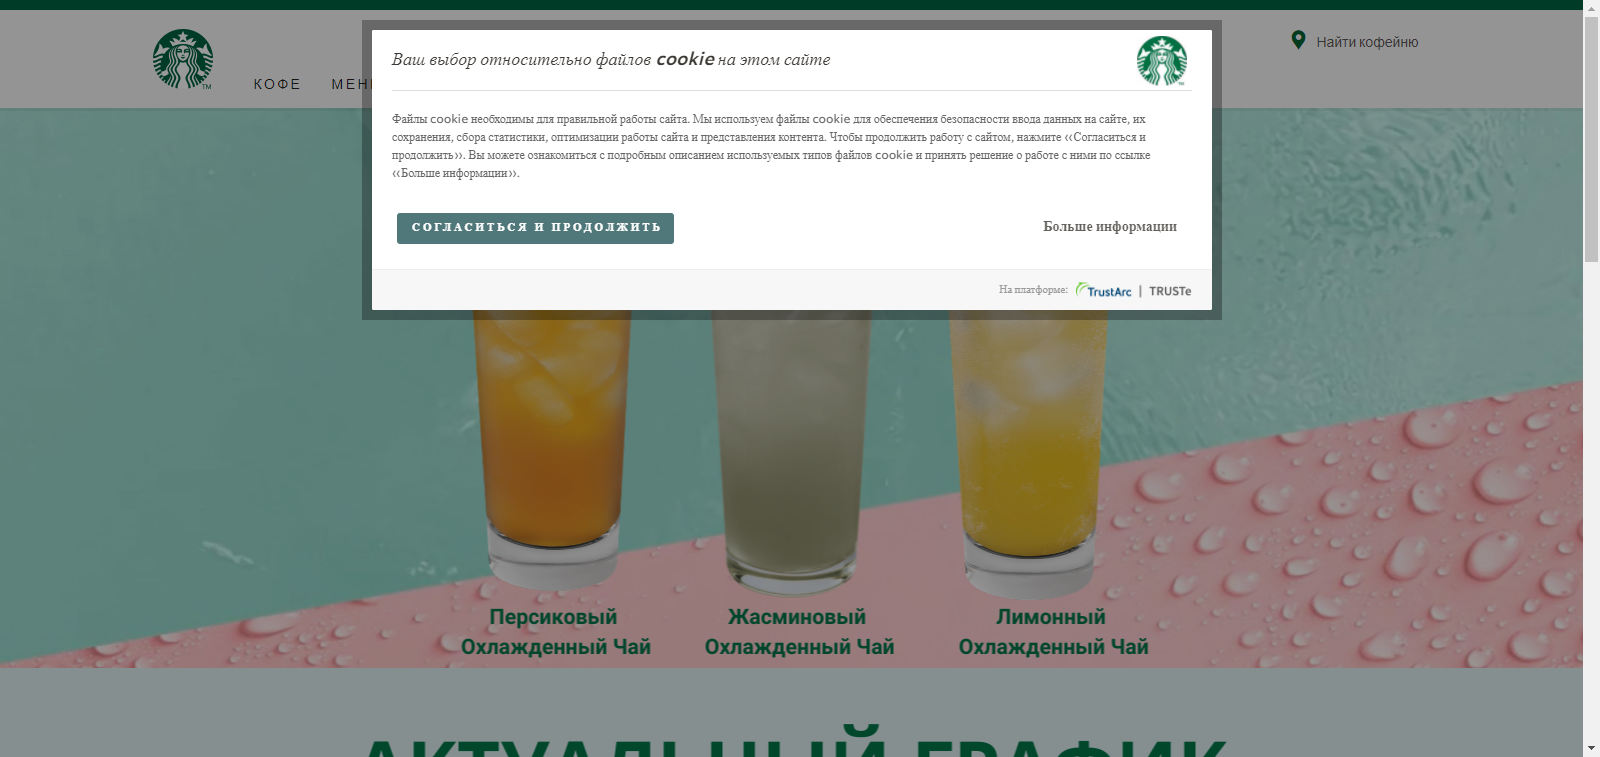 Найти кофейню
КОФЕ
Ваш выбор относительно файлов cookie на этом сайте
Файлы cookie необходимы для правильной работы сайта. Мы используем файлы cookie для обеспечения безопасности ввода данных на сайте, их
сохранения, сбора статистики, оптимизации работы сайта и представления контента. Чтобы продолжить работу с сайтом, нажмите «Согласиться и
продолжить». Вы можете ознакомиться с подробным описанием используемых типов файлов cookie и принять решение о работе с ними по ссылке
«Больше информации».
СОГЛАСИТЬСЯ И ПРОДОЛЖИТЬ
Больше информации
На платформе: TrustArc | TRUSTe
Персиковый
Охлажденный Чай
Жасминовый
Охлажденный Чай
Лимонный
Охлажденный Чай
АКТУАЛЬНЫЙ ГРАФИК